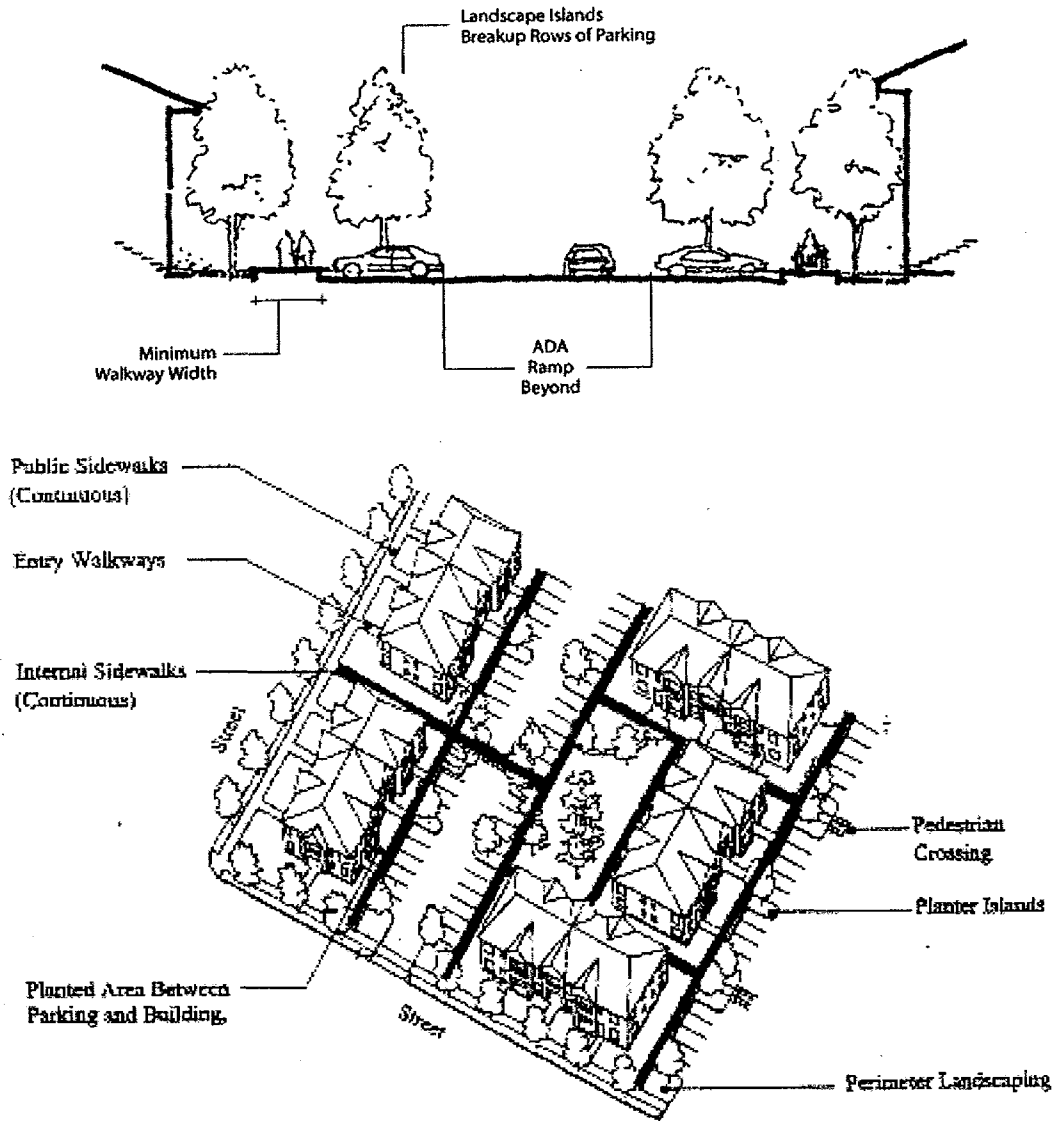 Landscape Islands
Breakup Rows of Parking
Minimum
Walkway Width
ADA
Ramp
Beyond
Public Sidewalks
(Continuous)
Entry Walkways
Internal Sidewalks
(Continuous)
Street
Pedestrian
Crossing
Planter Islands
Planted Area Between
Parking and Building,
Street
Perimeter Landscaping